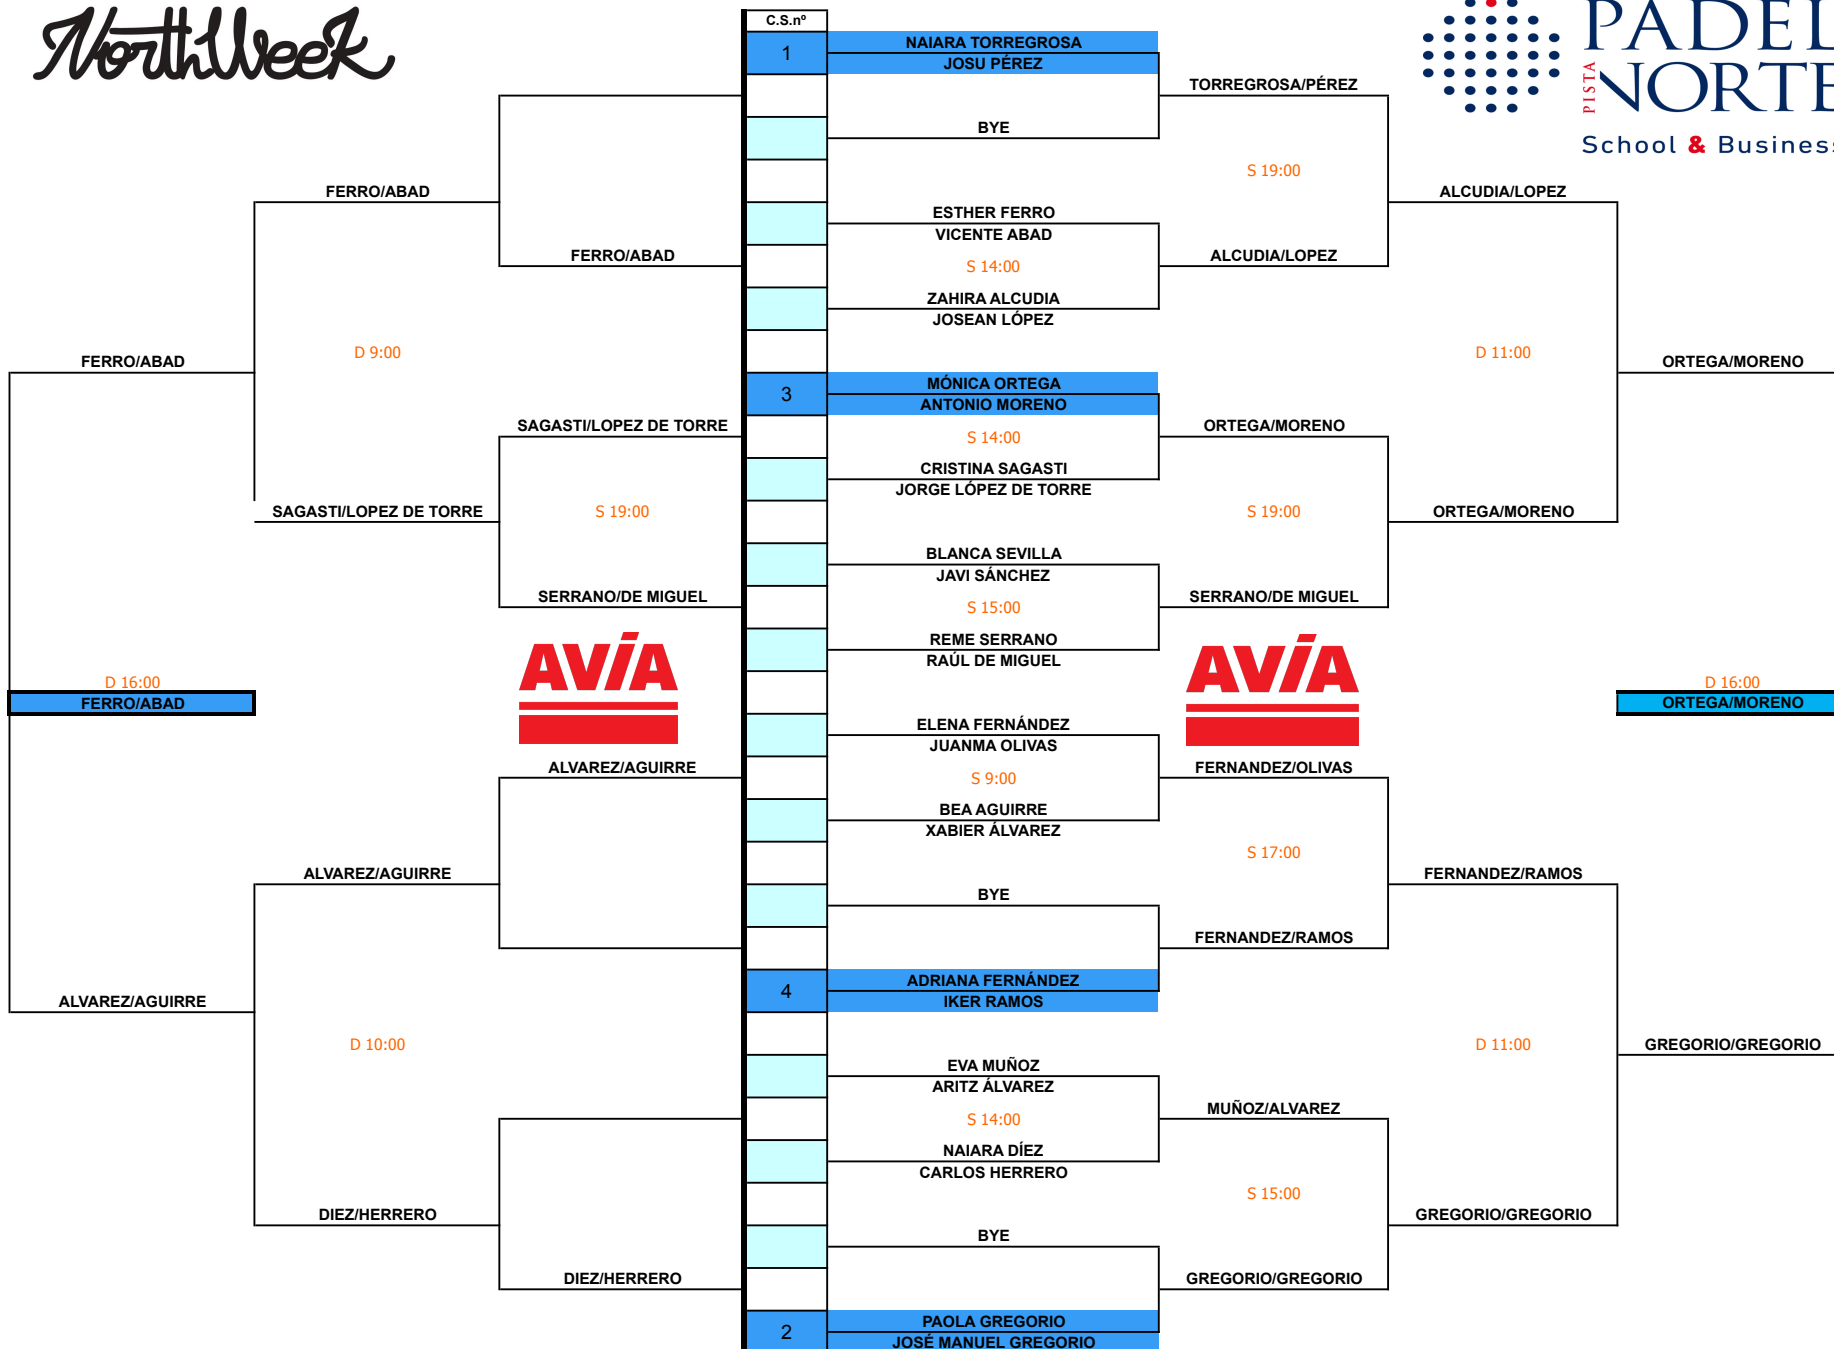 NorthWeek
C.S.nº
PADEL
PISTA
NORTE
School & Business
1
NAIARA TORREGROSA
JOSU PÉREZ
TORREGROSA/PÉREZ
BYE
S 19:00
FERRO/ABAD
ALCUDIA/LOPEZ
ESTHER FERRO
VICENTE ABAD
FERRO/ABAD
S 14:00
ALCUDIA/LOPEZ
ZAHIRA ALCUDIA
JOSEAN LÓPEZ
D 9:00
D 11:00
FERRO/ABAD
ORTEGA/MORENO
3
MÓNICA ORTEGA
ANTONIO MORENO
SAGASTI/LOPEZ DE TORRE
S 14:00
ORTEGA/MORENO
CRISTINA SAGASTI
JORGE LÓPEZ DE TORRE
SAGASTI/LOPEZ DE TORRE
S 19:00
S 19:00
ORTEGA/MORENO
BLANCA SEVILLA
JAVI SÁNCHEZ
SERRANO/DE MIGUEL
S 15:00
SERRANO/DE MIGUEL
REME SERRANO
RAÚL DE MIGUEL
AVÍA
AVÍA
D 16:00
FERRO/ABAD
D 16:00
ORTEGA/MORENO
ELENA FERNÁNDEZ
JUANMA OLIVAS
ALVAREZ/AGUIRRE
S 9:00
FERNANDEZ/OLIVAS
BEA AGUIRRE
XABIER ÁLVAREZ
S 17:00
ALVAREZ/AGUIRRE
FERNANDEZ/RAMOS
BYE
FERNANDEZ/RAMOS
4
ADRIANA FERNÁNDEZ
IKER RAMOS
ALVAREZ/AGUIRRE
D 10:00
D 11:00
GREGORIO/GREGORIO
EVA MUÑOZ
ARITZ ÁLVAREZ
S 14:00
MUÑOZ/ALVAREZ
NAIARA DÍEZ
CARLOS HERRERO
S 15:00
DIEZ/HERRERO
GREGORIO/GREGORIO
BYE
DIEZ/HERRERO
GREGORIO/GREGORIO
2
PAOLA GREGORIO
JOSÉ MANUEL GREGORIO